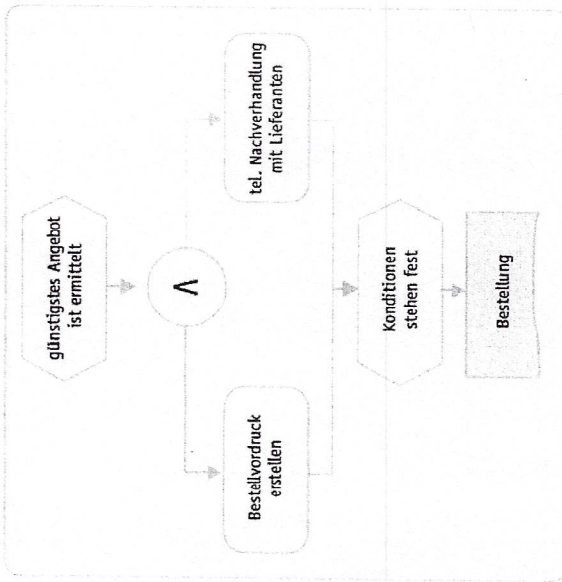 günstigstes Angebot
ist ermittelt
Λ
Bestellvordruck
erstellen
tel. Nachverhandlung
mit Lieferanten
Konditionen
stehen fest
Bestellung